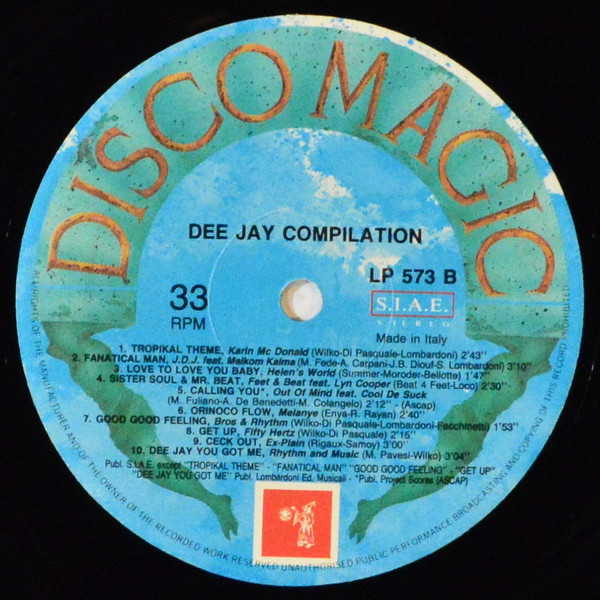 DISCO MAGIC
DEE JAY COMPILATION
LP 573 B
33
RPM
S.I.A.E.
STEREO
Made in Italy
1. TROPIKAL THEME, Karin Mc Donald (Wilko-Di Pasquale-Lombardoni) 2'43"
2. FANATICAL MAN, J.D.J. feat. Malkom Kalma (M. Fede-A. Carpani-J.B. Diouf-S. Lombardoni) 3'10"
3. LOVE TO LOVE YOU BABY, Helen's World (Summer-Moroder-Bellotte) 1'47"
4. SISTER SOUL & MR. BEAT, Feet & Beat feat. Lyn Cooper (Beat 4 Feet-Loco) 2'30"
5. CALLING YOU*, Out Of Mind feat. Cool De Suck
(M. Fuliano-A. De Benedetti-M. Colangelo) 2'12" - (Ascap)
6. ORINOCO FLOW, Melanye (Enya-R. Rayan) 2'40"
7. GOOD GOOD FEELING, Bros & Rhythm (Wilko-Di Pasquale-Lombardoni-Facchinetti) 1'53"
8. GET UP, Fifty Hertz (Wilko-Di Pasquale) 2'15"
9. CECK OUT, Ex-Plain (Rigaux-Samoy) 3'00"
10. DEE JAY YOU GOT ME, Rhythm and Music (M. Pavesi-Wilko) 3'04"
Publ. S.I.A.E. except "TROPIKAL THEME" - "FANATICAL MAN" "GOOD GOOD FEELING" - "GET UP"
"DEE JAY YOU GOT ME" Publ. Lombardoni Ed. Musicali - *Publ. Project Scores (ASCAP)
ALL RIGHTS OF THE MANUFACTURER AND OF THE OWNER OF THE RECORDED WORK RESERVED UNAUTHORISED PUBLIC PERFORMANCE BROADCASTING AND COPYING OF THIS RECORD PROHIBITED